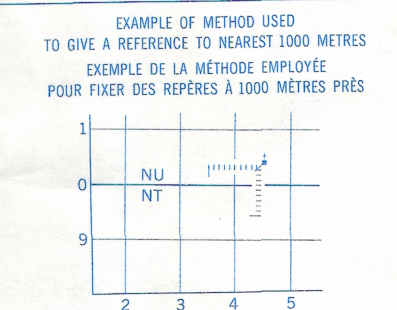 EXAMPLE OF METHOD USED
TO GIVE A REFERENCE TO NEAREST 1000 METRES
EXEMPLE DE LA MÉTHODE EMPLOYÉE
POUR FIXER DES REPÈRES À 1000 MÈTRES PRÈS
1
NU
0
NT
9
2 3 4 5